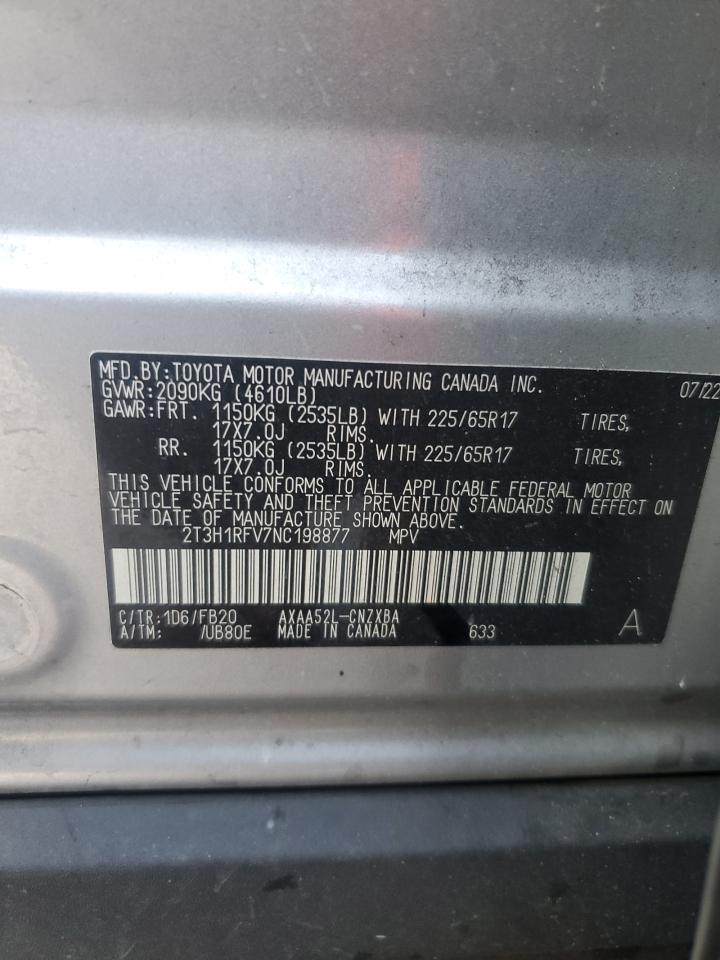 MFD.BY:TOYOTA MOTOR MANUFACTURING CANADA INC. 07/22
GVWR:2090KG (4610LB)
GAWR:FRT. 1150KG (2535LB) WITH 225/65R17 TIRES,
17X7.0J RIMS.
RR. 1150KG (2535LB) WITH 225/65R17 TIRES,
17X7.0J RIMS.
THIS VEHICLE CONFORMS TO ALL APPLICABLE FEDERAL MOTOR
VEHICLE SAFETY AND THEFT PREVENTION STANDARDS IN EFFECT ON
THE DATE OF MANUFACTURE SHOWN ABOVE.
2T3H1RFV7NC198877 MPV
C/TR:1D6/FB20 AXAA52L-CNZXBA
A/TM: /UB80E MADE IN CANADA 633 A